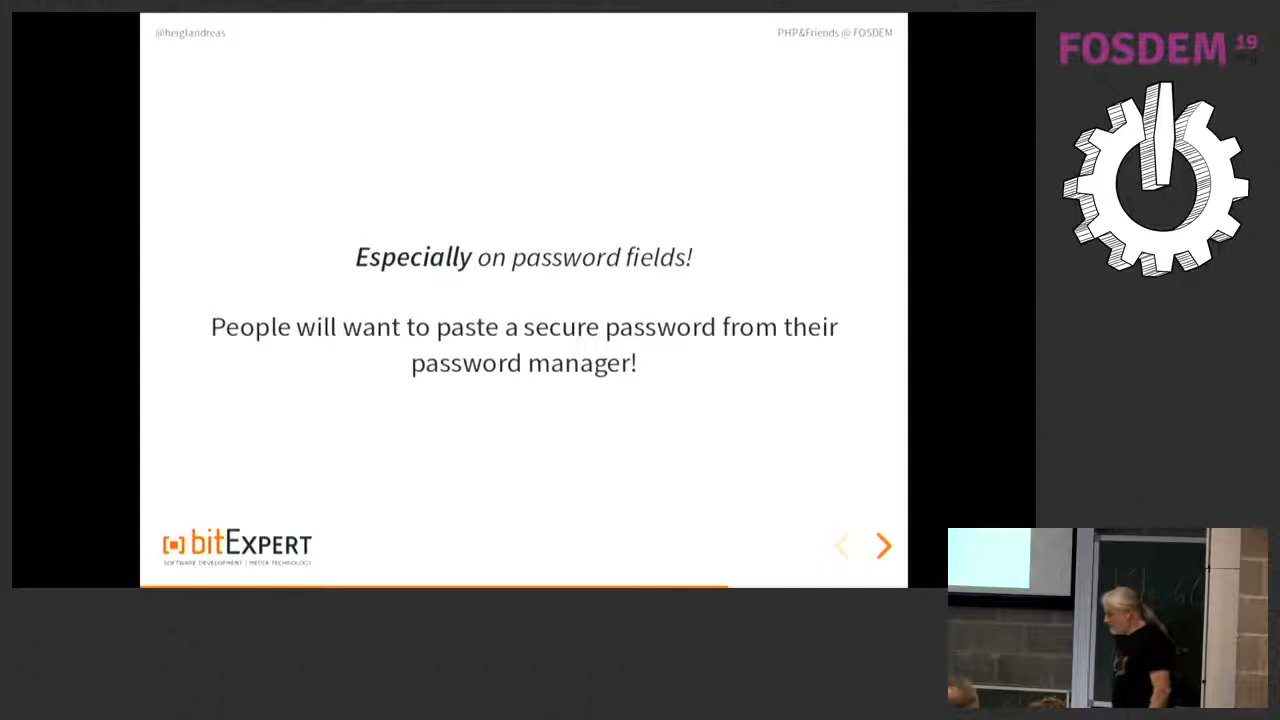 @heiglandreas
PHP&Friends @ FOSDEM
FOSDEM 19
Especially on password fields!
People will want to paste a secure password from their
password manager!
bitExpert
SOFTWARE DEVELOPMENT | MEDIA TECHNOLOGY